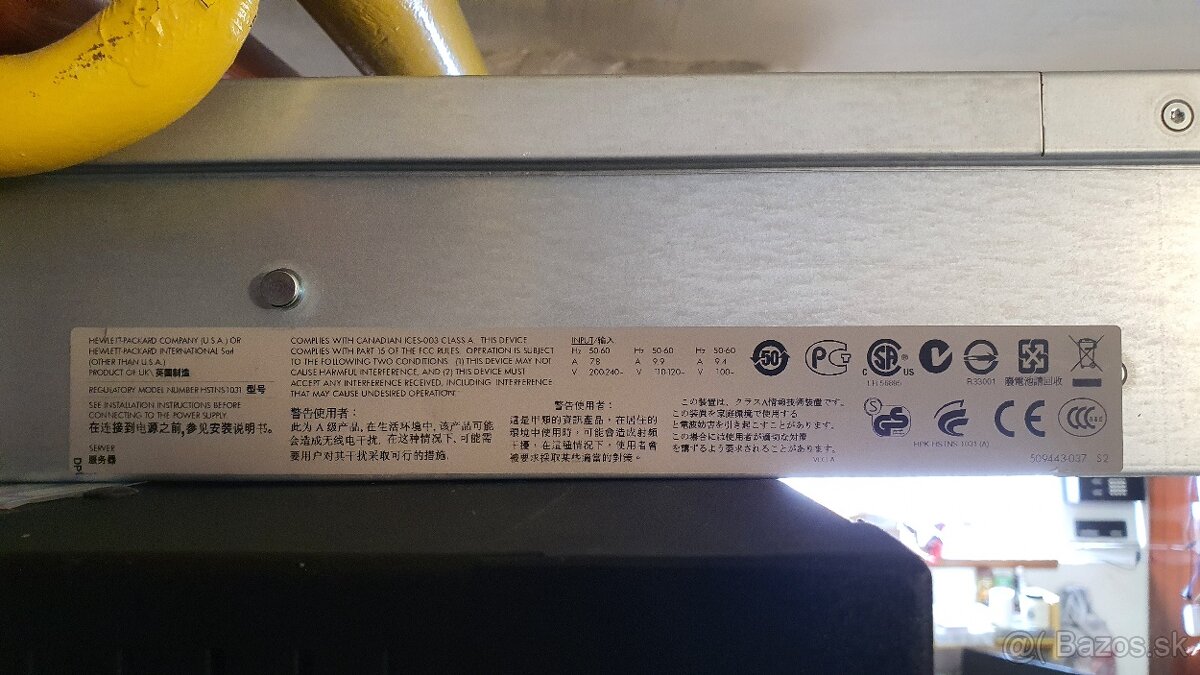 HEWLETT-PACKARD COMPANY (U.S.A.) OR
HEWLETT-PACKARD INTERNATIONAL Sarl
(OTHER THAN U.S.A.)
PRODUCT OF UK\ 英國制造
REGULATORY MODEL NUMBER HSTNS1031 型号
SEE INSTALLATION INSTRUCTIONS BEFORE
CONNECTING TO THE POWER SUPPLY.
在连接到电源之前,参见安装说明书。
SERVER
服务器
COMPLIES WITH CANADIAN ICES-003 CLASS A. THIS DEVICE
COMPLIES WITH PART 15 OF THE FCC RULES. OPERATION IS SUBJECT
TO THE FOLLOWING TWO CONDITIONS. (1) THIS DEVICE MAY NOT
CAUSE HARMFUL INTERFERENCE, AND (2) THIS DEVICE MUST
ACCEPT ANY INTERFERENCE RECEIVED, INCLUDING INTERFERENCE
THAT MAY CAUSE UNDESIRED OPERATION.
警告使用者：
此为 A 级产品, 在生活环境中, 该产品可能
会造成无线电干扰. 在这种情况下, 可能需
要用户对其干扰采取可行的措施.
INPUT/输入
Hz 50-60 Hz 50-60 Hz 50-60
A 7.8 A 9.9 A 9.4
V 200-240~ V 110-120~ V 100~
警告使用者：
這是甲類的資訊產品, 在居住的
環境中使用時, 可能會造成射頻
干擾, 在這種情況下, 使用者會
被要求採取某些適當的對策。
この装置は、クラスA情報技術装置です。
この装置を家庭環境で使用すると
電波妨害を引き起こすことがあります。
この場合には使用者が適切な対策
を講ずるよう要求されることがあります。
VCCI A
50
SA
C US
R33001
廢電池請回收
S
GS
HPK-HSTNS-1031 (A)
CE
CCC
509443-037 S2
@( Bazos.sk